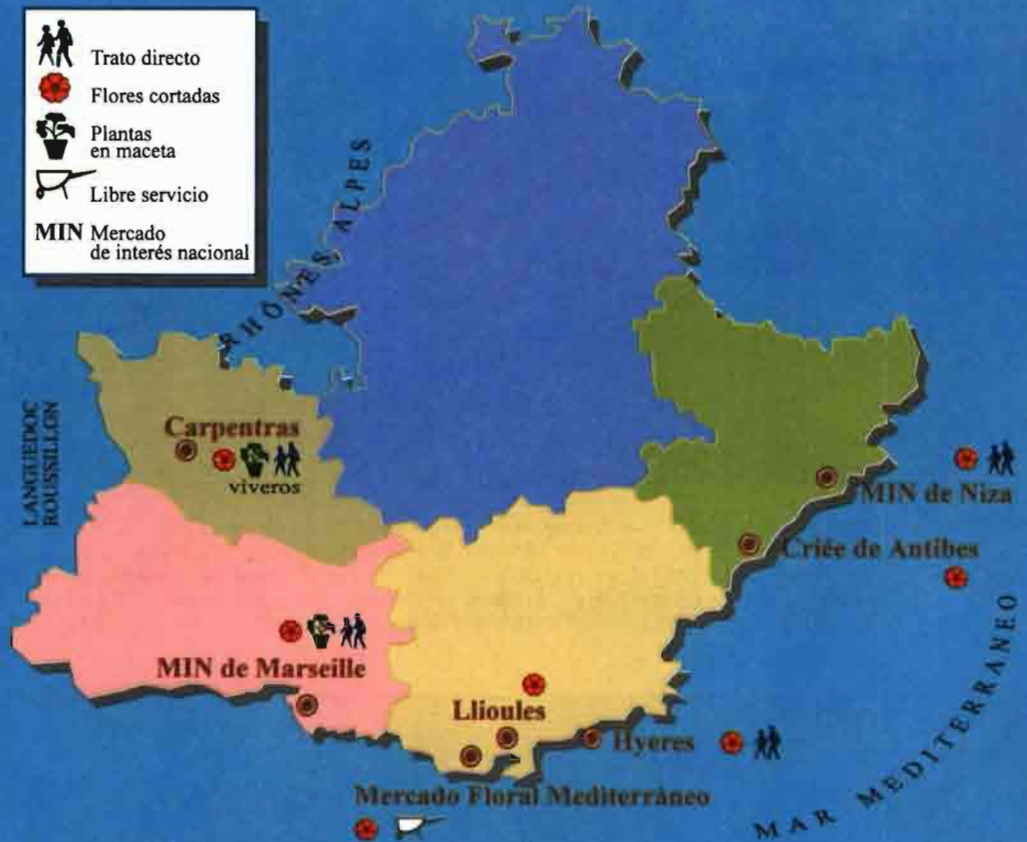 Trato directo
Flores cortadas
Plantas
en maceta
Libre servicio
MIN Mercado
de interés nacional
RHÔNES ALPES
LANGUEDOC
ROUSSILLON
Carpentras
viveros
MIN de Niza
Criée de Antibes
MIN de Marseille
Llioules
Hyeres
Mercado Floral Mediterráneo
MAR MEDITERRANEO